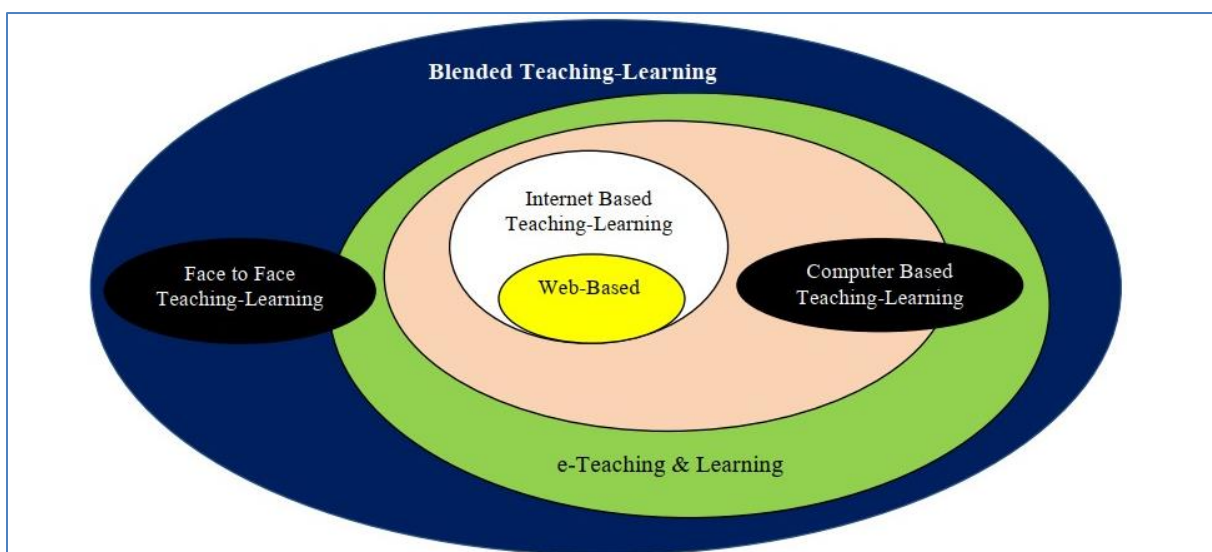 Blended Teaching-Learning
Internet Based
Teaching-Learning
Web-Based
Face to Face
Teaching-Learning
Computer Based
Teaching-Learning
e-Teaching & Learning